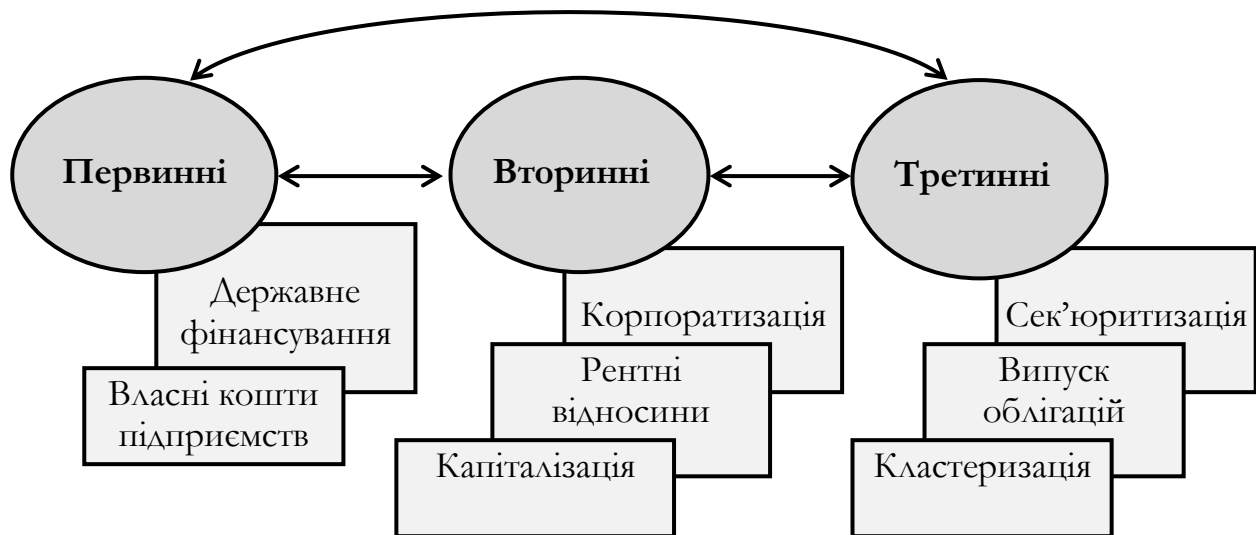 Первинні
Вторинні
Третинні
Державне
фінансування
Власні кошти
підприємств
Корпоратизація
Рентні
відносини
Капіталізація
Сек’юритизація
Випуск
облігацій
Кластеризація